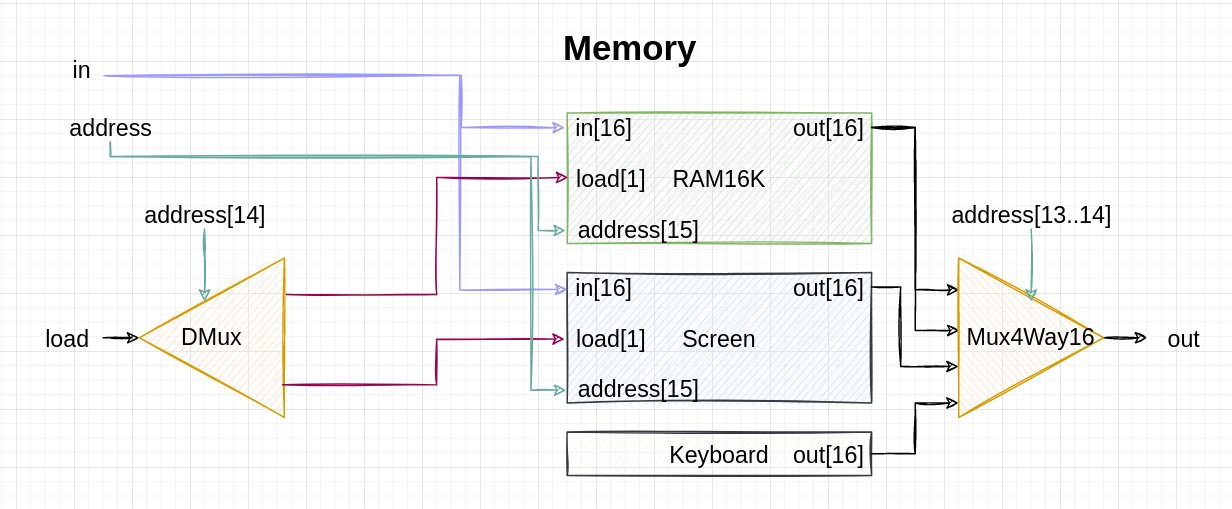 Memory
in
address
address[14]
load
DMux
in[16]
out[16]
load[1]
RAM16K
address[15]
in[16]
out[16]
load[1]
Screen
address[15]
Keyboard
out[16]
address[13..14]
Mux4Way16
out